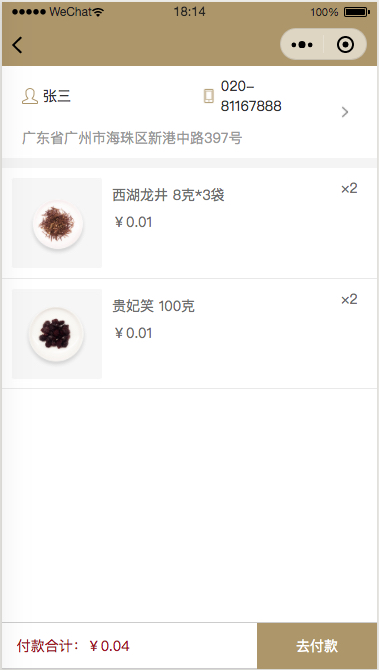 WeChat 18:14 100%
张三 020-
81167888
广东省广州市海珠区新港中路397号
西湖龙井 8克*3袋 ×2
¥0.01
贵妃笑 100克 ×2
¥0.01
付款合计：¥0.04 去付款